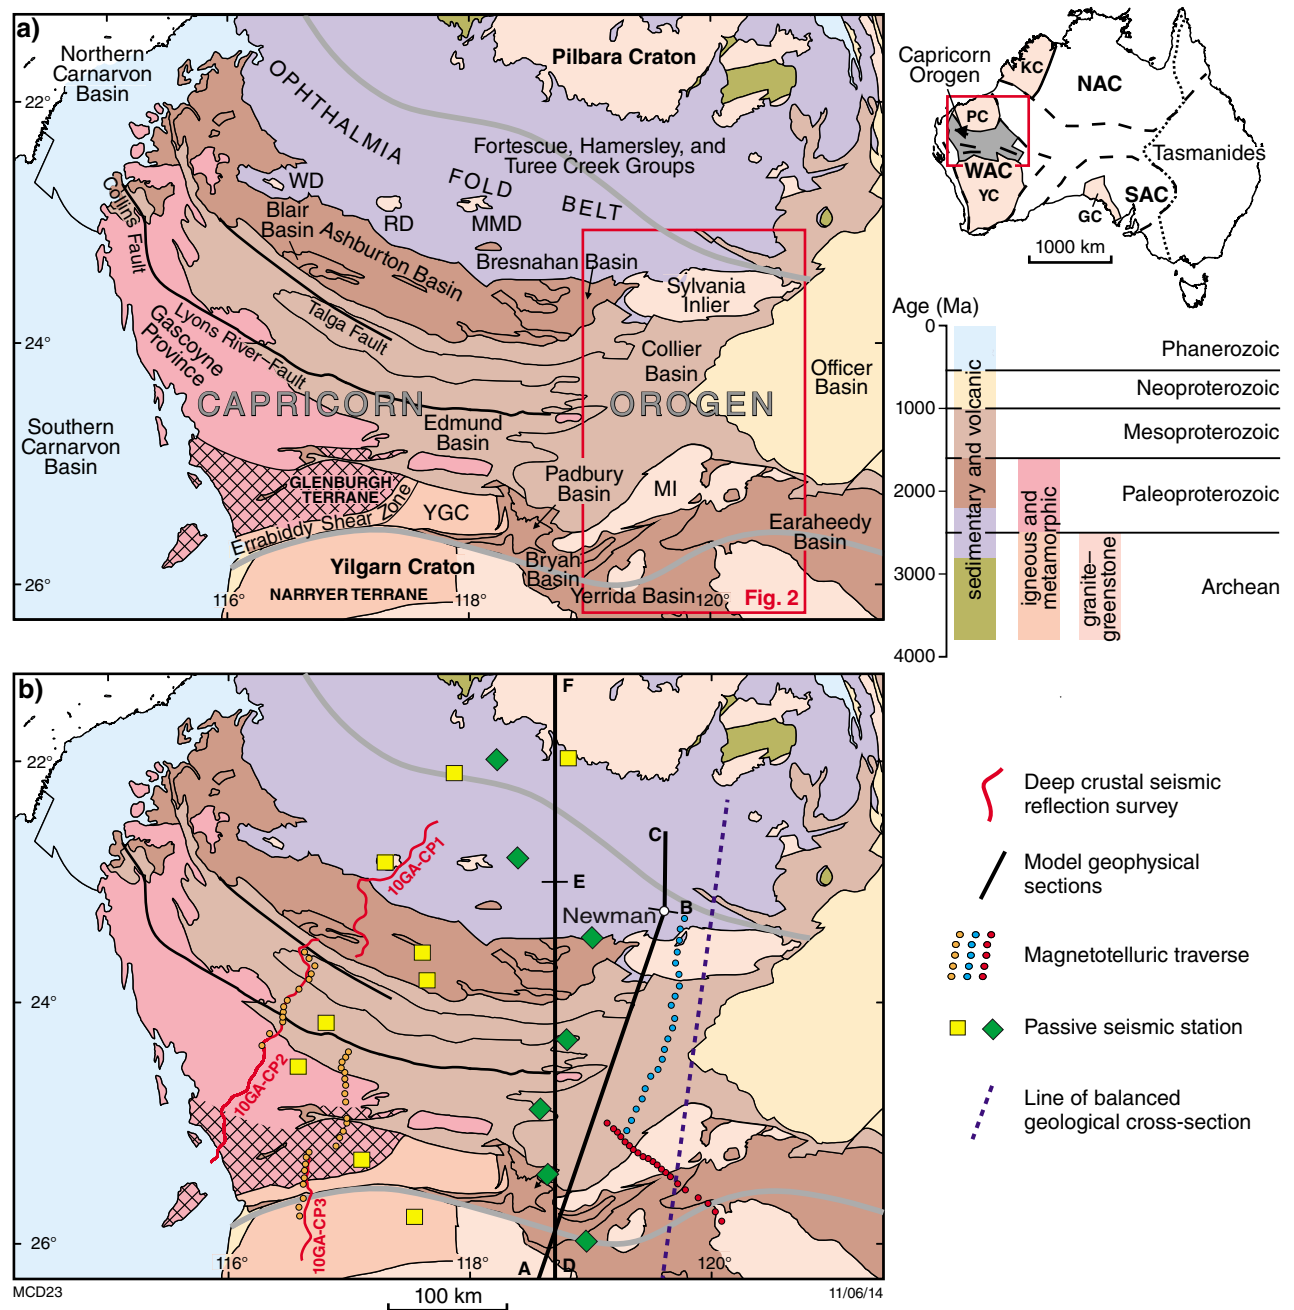 a)
Northern
Carnarvon
Basin
Pilbara Craton
22°
OPHTHALMIA
FOLD
BELT
Fortescue, Hamersley, and
Turee Creek Groups
WD
RD
MMD
Blair
Basin
Ashburton Basin
Bresnahan Basin
Sylvania
Inlier
Collins Fault
Talga Fault
Lyons River–Fault
Gascoyne
Province
24°
Collier
Basin
Officer
Basin
CAPRICORN
OROGEN
Southern
Carnarvon
Basin
Edmund
Basin
GLENBURGH
TERRANE
Padbury
Basin
MI
YGC
Errabiddy Shear Zone
Earaheedy
Basin
Yilgarn Craton
Bryah
Basin
NARRYER TERRANE
Yerrida Basin
26°
116°
118°
120°
Fig. 2
Capricorn
Orogen
KC
NAC
PC
WAC
YC
Tasmanides
SAC
GC
1000 km
Age (Ma)
0
1000
2000
3000
4000
Phanerozoic
Neoproterozoic
Mesoproterozoic
Paleoproterozoic
Archean
sedimentary and volcanic
igneous and
metamorphic
granite–
greenstone
b)
F
22°
C
10GA-CP1
E
Newman
B
24°
10GA-CP2
10GA-CP3
26°
116°
118°
120°
A
D
MCD23
100 km
11/06/14
Deep crustal seismic
reflection survey
Model geophysical
sections
Magnetotelluric traverse
Passive seismic station
Line of balanced
geological cross-section